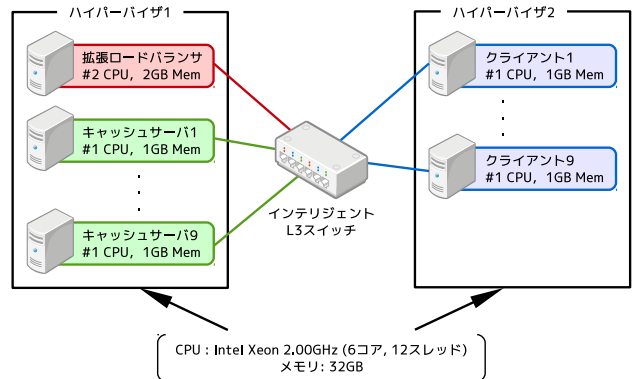 ハイパーバイザ1
拡張ロードバランサ
#2 CPU, 2GB Mem
キャッシュサーバ1
#1 CPU, 1GB Mem
キャッシュサーバ9
#1 CPU, 1GB Mem
インテリジェント
L3スイッチ
ハイパーバイザ2
クライアント1
#1 CPU, 1GB Mem
クライアント9
#1 CPU, 1GB Mem
CPU : Intel Xeon 2.00GHz (6コア, 12スレッド)
メモリ: 32GB